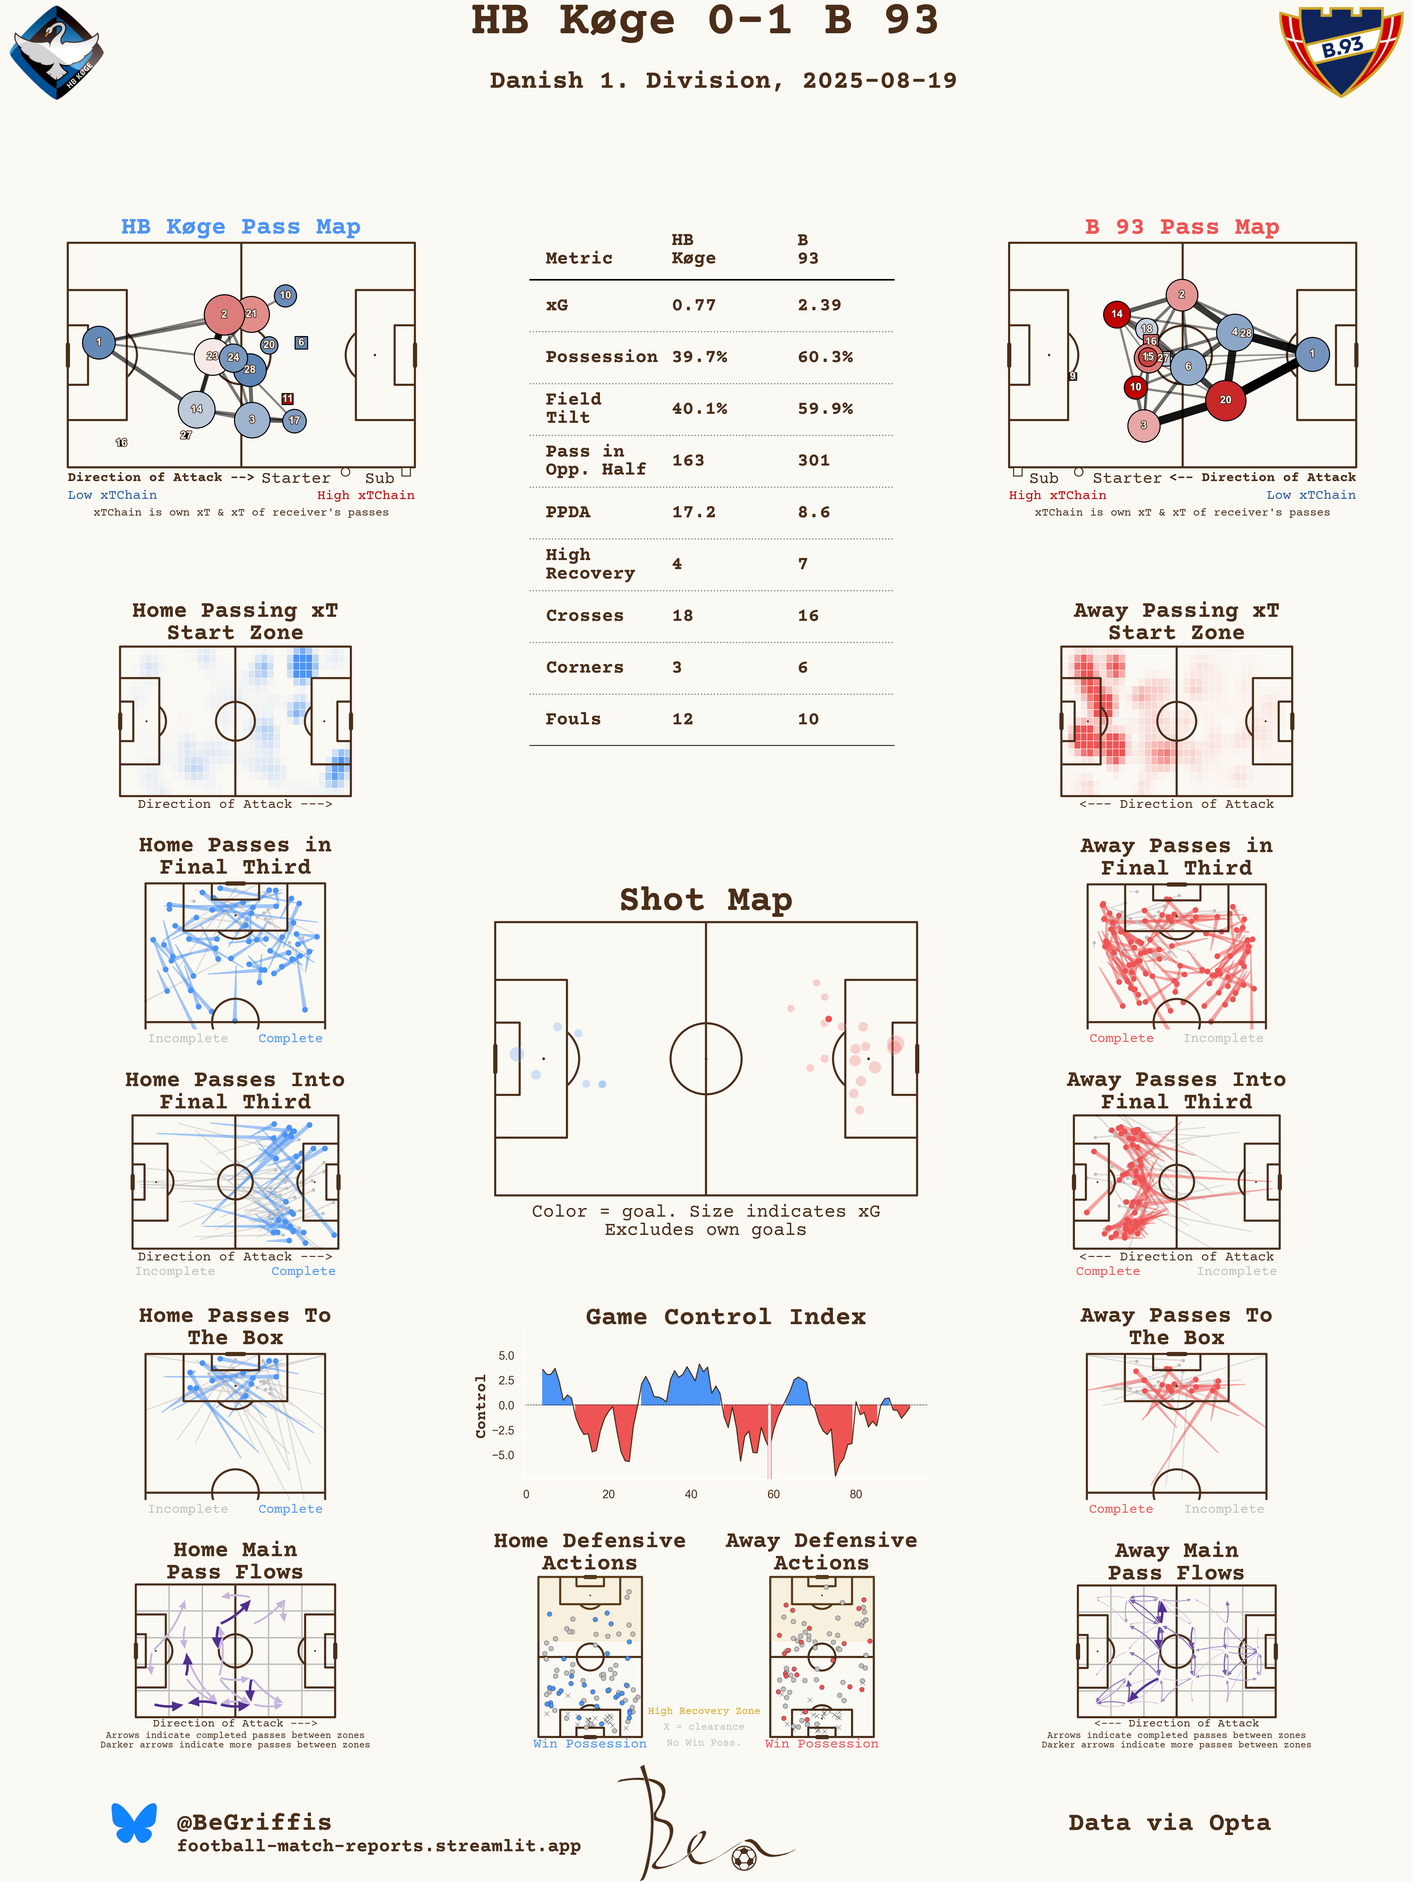 HB Køge 0-1 B 93
Danish 1. Division, 2025-08-19
HB KØGE
B.93
HB Køge Pass Map
1
2
21
10
6
20
23
24
28
11
14
3
17
27
16
Direction of Attack --> Starter Sub
Low xTChain High xTChain
xTChain is own xT & xT of receiver's passes
Metric HB Køge B 93
xG 0.77 2.39
Possession 39.7% 60.3%
Field Tilt 40.1% 59.9%
Pass in Opp. Half 163 301
PPDA 17.2 8.6
High Recovery 4 7
Crosses 18 16
Corners 3 6
Fouls 12 10
B 93 Pass Map
2
14
18
16
4
28
15
27
6
1
9
10
20
3
Sub Starter <-- Direction of Attack
High xTChain Low xTChain
xTChain is own xT & xT of receiver's passes
Home Passing xT
Start Zone
Direction of Attack --->
Away Passing xT
Start Zone
<--- Direction of Attack
Home Passes in
Final Third
Incomplete Complete
Away Passes in
Final Third
Complete Incomplete
Shot Map
Color = goal. Size indicates xG
Excludes own goals
Home Passes Into
Final Third
Direction of Attack --->
Incomplete Complete
Away Passes Into
Final Third
<--- Direction of Attack
Complete Incomplete
Home Passes To
The Box
Incomplete Complete
Game Control Index
Control
5.0
2.5
0.0
−2.5
−5.0
0 20 40 60 80
Away Passes To
The Box
Complete Incomplete
Home Main
Pass Flows
Direction of Attack --->
Arrows indicate completed passes between zones
Darker arrows indicate more passes between zones
Home Defensive
Actions
Win Possession
Away Defensive
Actions
Win Possession
High Recovery Zone
X = clearance
No Win Poss.
Away Main
Pass Flows
<--- Direction of Attack
Arrows indicate completed passes between zones
Darker arrows indicate more passes between zones
@BeGriffis
football-match-reports.streamlit.app
Ben
Data via Opta